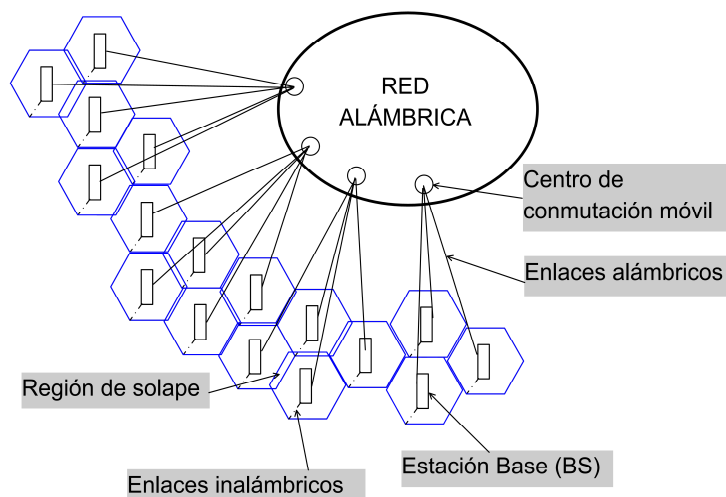 RED
ALÁMBRICA
Centro de
conmutación móvil
Enlaces alámbricos
Región de solape
Estación Base (BS)
Enlaces inalámbricos